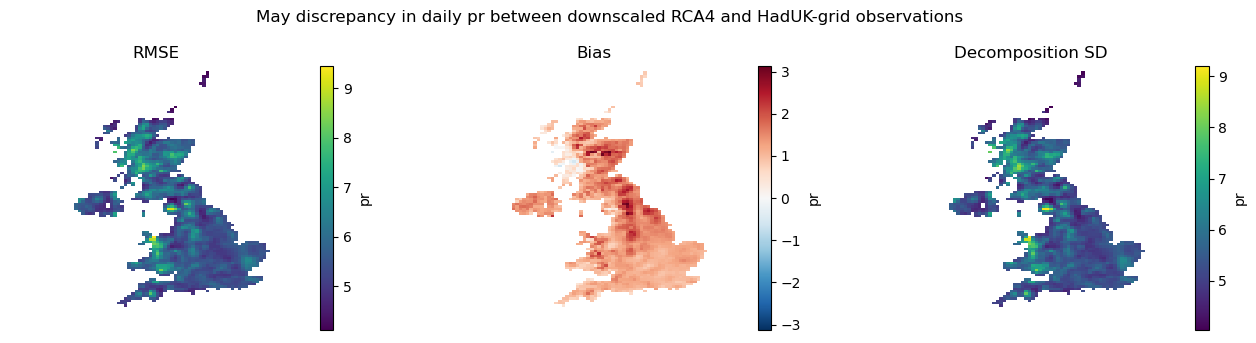 May discrepancy in daily pr between downscaled RCA4 and HadUK-grid observations
RMSE
9
8
7
6
5
pr
Bias
3
2
1
0
−1
−2
−3
pr
Decomposition SD
9
8
7
6
5
pr